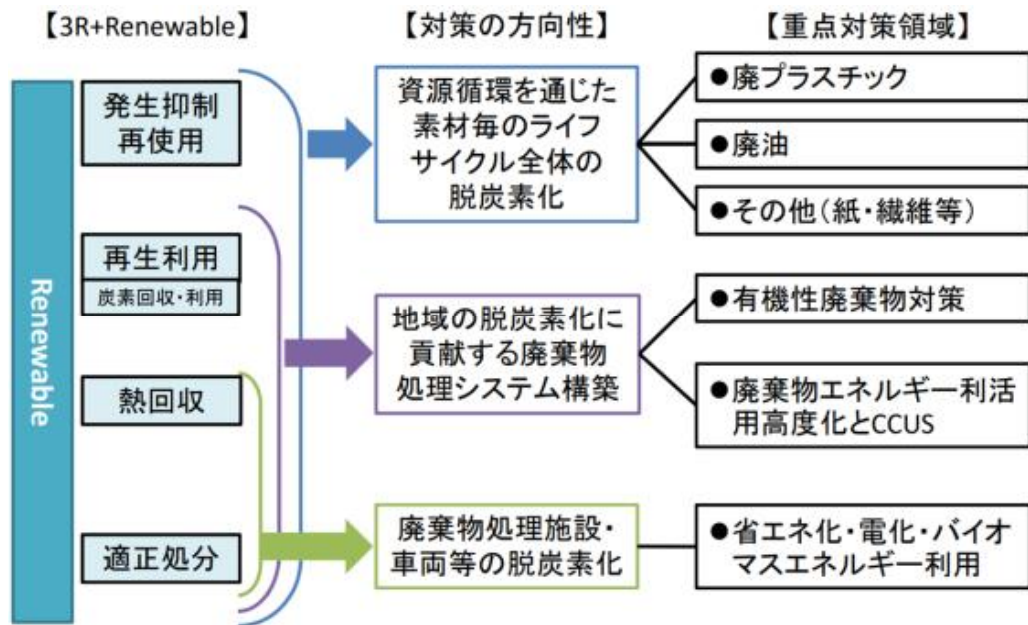 【3R+Renewable】
【対策の方向性】
【重点対策領域】
Renewable
発生抑制
再使用
再生利用
炭素回収・利用
熱回収
適正処分
資源循環を通じた
素材毎のライフ
サイクル全体の
脱炭素化
地域の脱炭素化に
貢献する廃棄物
処理システム構築
廃棄物処理施設・
車両等の脱炭素化
●廃プラスチック
●廃油
●その他（紙・繊維等）
●有機性廃棄物対策
●廃棄物エネルギー利活
用高度化とCCUS
●省エネ化・電化・バイオ
マスエネルギー利用